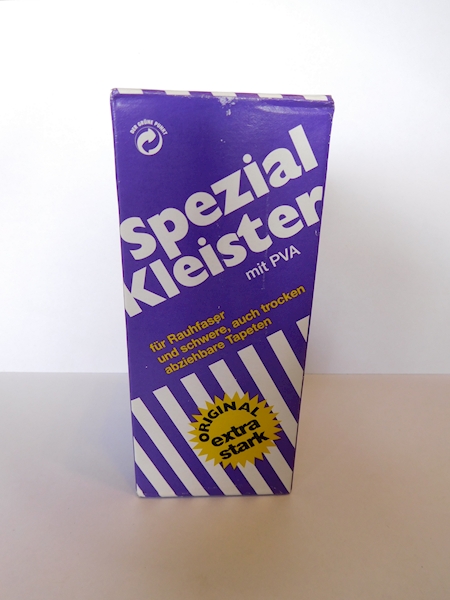 DER GRÜNE PUNKT
Spezial
Kleister
mit PVA
für Rauhfaser
und schwere, auch trocken
abziehbare Tapeten
ORIGINAL
extra
stark